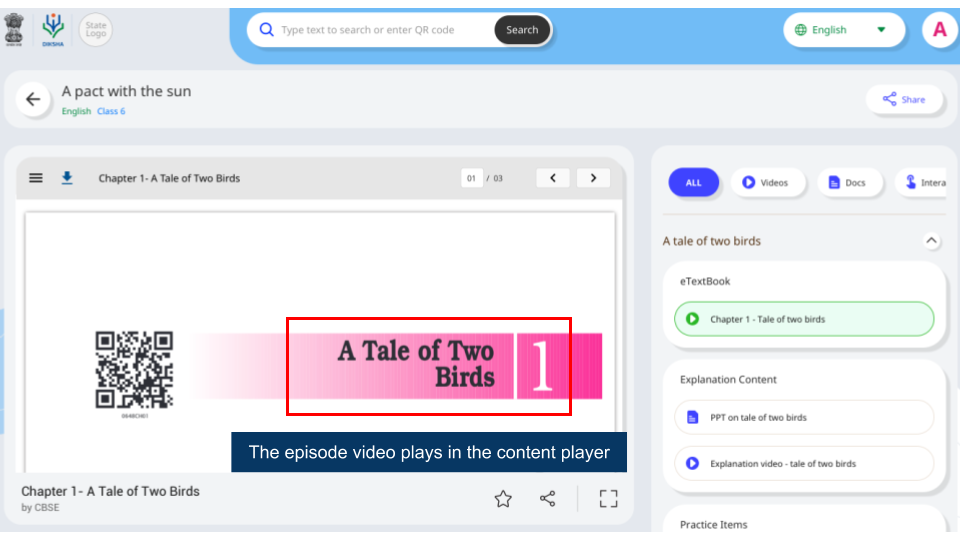 State
Logo
DIKSHA
Type text to search or enter QR code
Search
English
A
A pact with the sun
English Class 6
Share
Chapter 1- A Tale of Two Birds
01 / 03
A Tale of Two
Birds
1
0648CH01
The episode video plays in the content player
Chapter 1- A Tale of Two Birds
by CBSE
ALL
Videos
Docs
Intera
A tale of two birds
eTextBook
Chapter 1 - Tale of two birds
Explanation Content
PPT on tale of two birds
Explanation video - tale of two birds
Practice Items